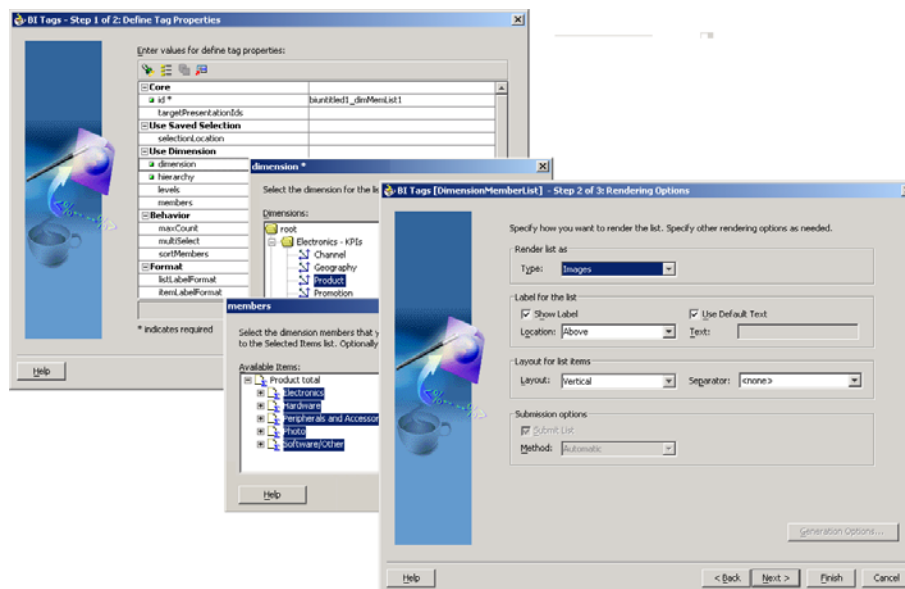 BI Tags - Step 1 of 2: Define Tag Properties
Enter values for define tag properties:
Core
id *
biuntitled1_dimMemList1
targetPresentationIds
Use Saved Selection
selectionLocation
Use Dimension
dimension
hierarchy
levels
members
Behavior
maxCount
multiSelect
sortMembers
Format
listLabelFormat
itemLabelFormat
* indicates required
Help
dimension *
Select the dimension for the lis
Dimensions:
root
Electronics - KPIs
Channel
Geography
Product
Promotion
members
Select the dimension members that y
to the Selected Items list. Optionally
Available Items:
Product total
Electronics
Hardware
Peripherals and Accessor
Photo
Software/Other
Help
BI Tags [DimensionMemberList] - Step 2 of 3: Rendering Options
Specify how you want to render the list. Specify other rendering options as needed.
Render list as
Type:
Images
Label for the list
Show Label
Use Default Text
Location:
Above
Text:
Layout for list items
Layout:
Vertical
Separator:
<none>
Submission options
Submit List
Method:
Automatic
Generation Options...
Help
< Back
Next >
Finish
Cancel